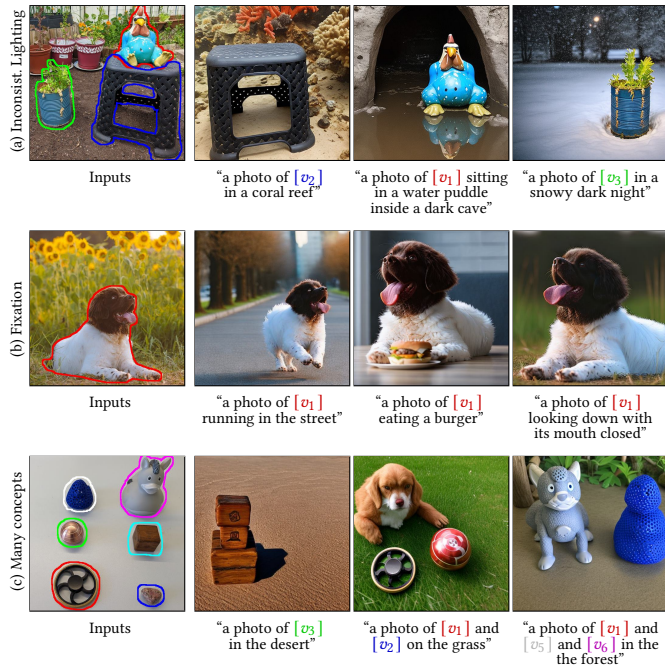 (a) Inconsist. Lighting
Inputs
“a photo of [v2]
in a coral reef”
“a photo of [v1] sitting
in a water puddle
inside a dark cave”
“a photo of [v3] in a
snowy dark night”
(b) Fixation
Inputs
“a photo of [v1]
running in the street”
“a photo of [v1]
eating a burger”
“a photo of [v1]
looking down with
its mouth closed”
(c) Many concepts
Inputs
“a photo of [v3]
in the desert”
“a photo of [v1] and
[v2] on the grass”
“a photo of [v1] and
[v5] and [v6] in the
the forest”